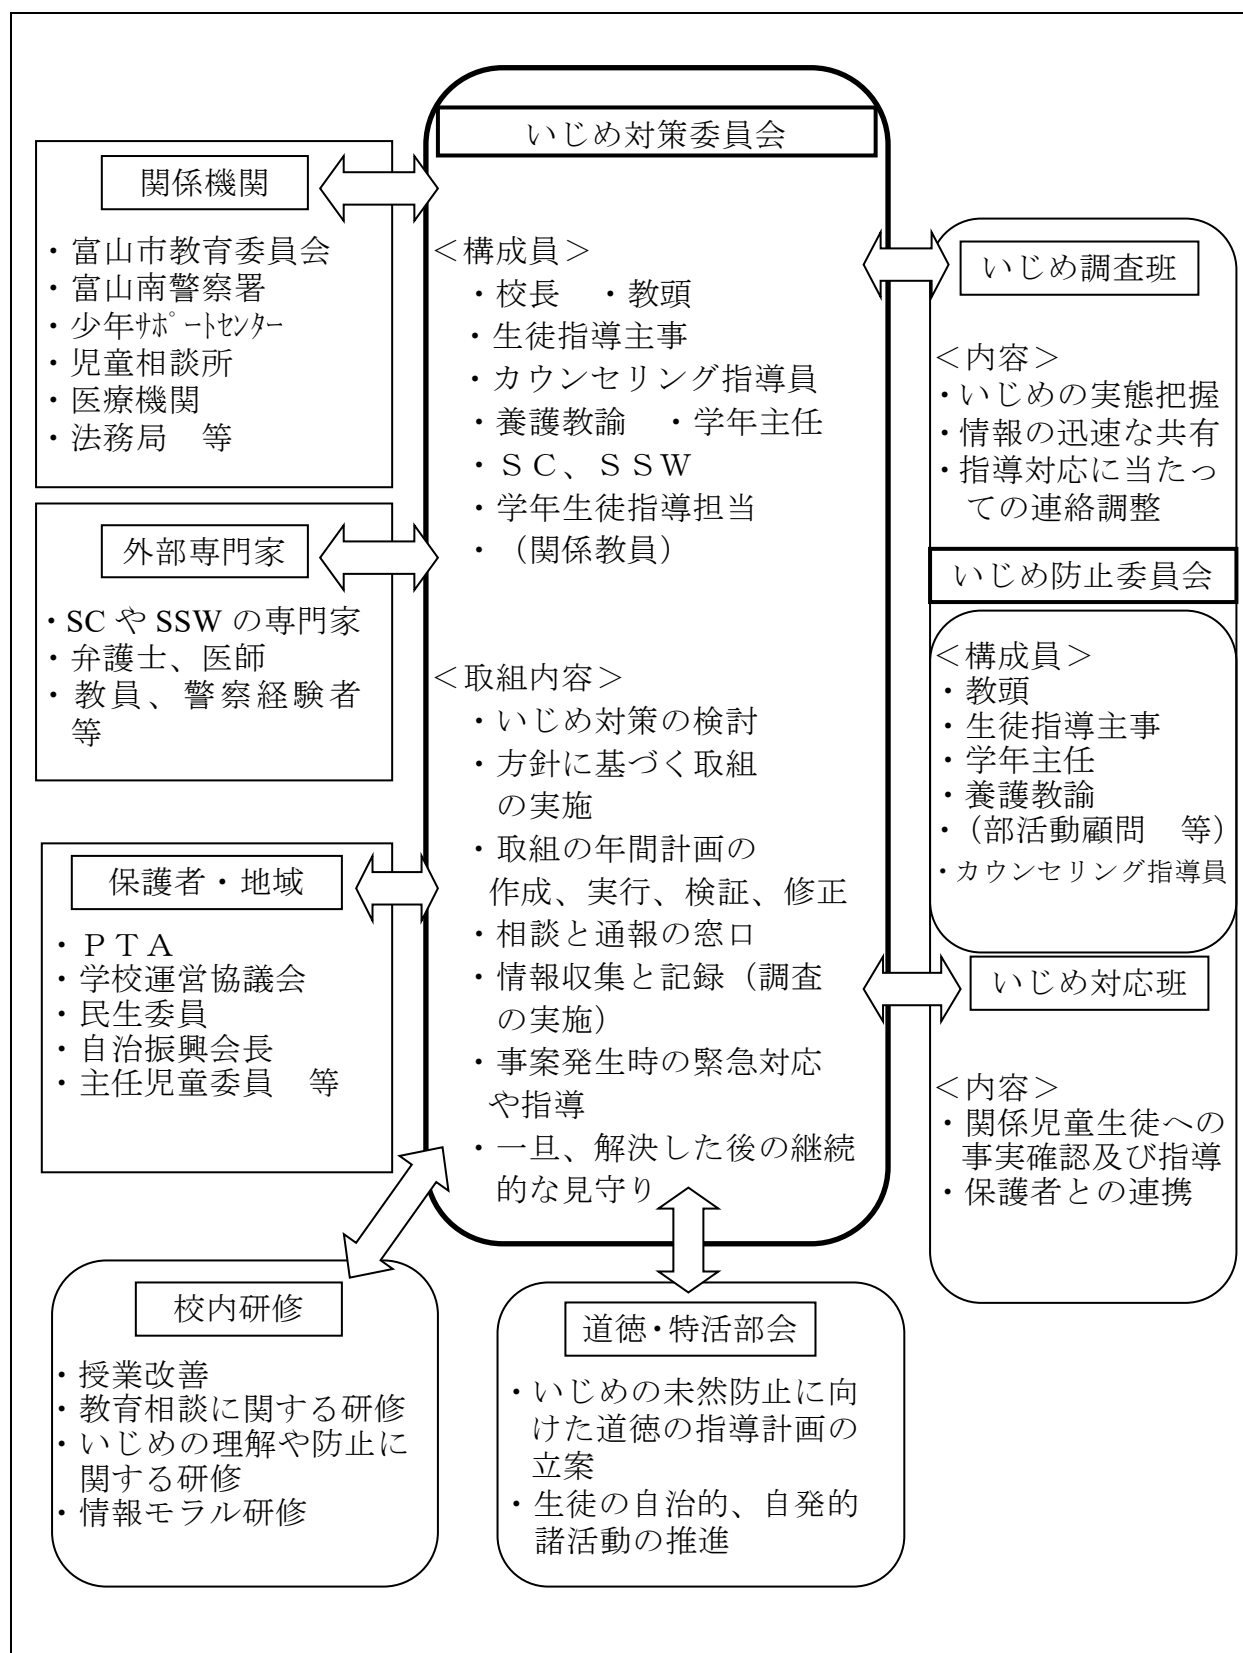 いじめ対策委員会
＜構成員＞
・校長　・教頭
・生徒指導主事
・カウンセリング指導員
・養護教諭　・学年主任
・ＳＣ、ＳＳＷ
・学年生徒指導担当
・（関係教員）
＜取組内容＞
・いじめ対策の検討
・方針に基づく取組
の実施
・取組の年間計画の
作成、実行、検証、修正
・相談と通報の窓口
・情報収集と記録（調査
の実施）
・事案発生時の緊急対応
や指導
・一旦、解決した後の継続
的な見守り
関係機関
・富山市教育委員会
・富山南警察署
・少年ｻﾎﾟｰﾄｾﾝﾀｰ
・児童相談所
・医療機関
・法務局　等
外部専門家
・SC や SSW の専門家
・弁護士、医師
・教員、警察経験者
等
保護者・地域
・ＰＴＡ
・学校運営協議会
・民生委員
・自治振興会長
・主任児童委員　等
いじめ調査班
＜内容＞
・いじめの実態把握
・情報の迅速な共有
・指導対応に当たっ
ての連絡調整
いじめ防止委員会
＜構成員＞
・教頭
・生徒指導主事
・学年主任
・養護教諭
・（部活動顧問　等）
・カウンセリング指導員
いじめ対応班
＜内容＞
・関係児童生徒への
事実確認及び指導
・保護者との連携
校内研修
・授業改善
・教育相談に関する研修
・いじめの理解や防止に
関する研修
・情報モラル研修
道徳・特活部会
・いじめの未然防止に向
けた道徳の指導計画の
立案
・生徒の自治的、自発的
諸活動の推進